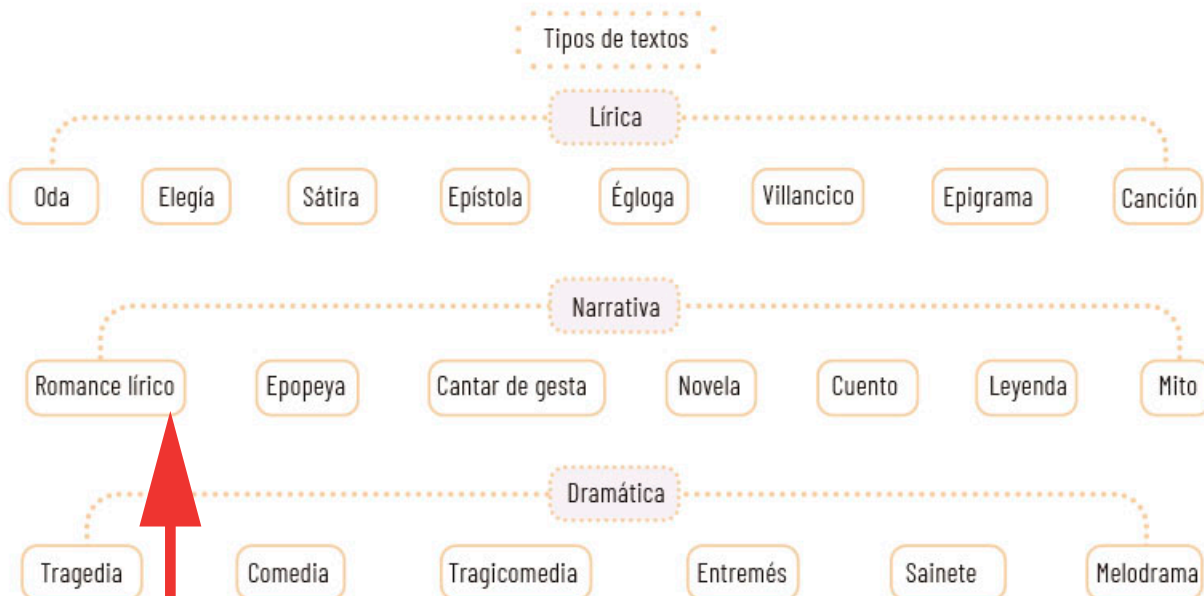 Tipos de textos
Lírica
Oda Elegía Sátira Epístola Égloga Villancico Epigrama Canción
Narrativa
Romance lírico Epopeya Cantar de gesta Novela Cuento Leyenda Mito
Dramática
Tragedia Comedia Tragicomedia Entremés Sainete Melodrama